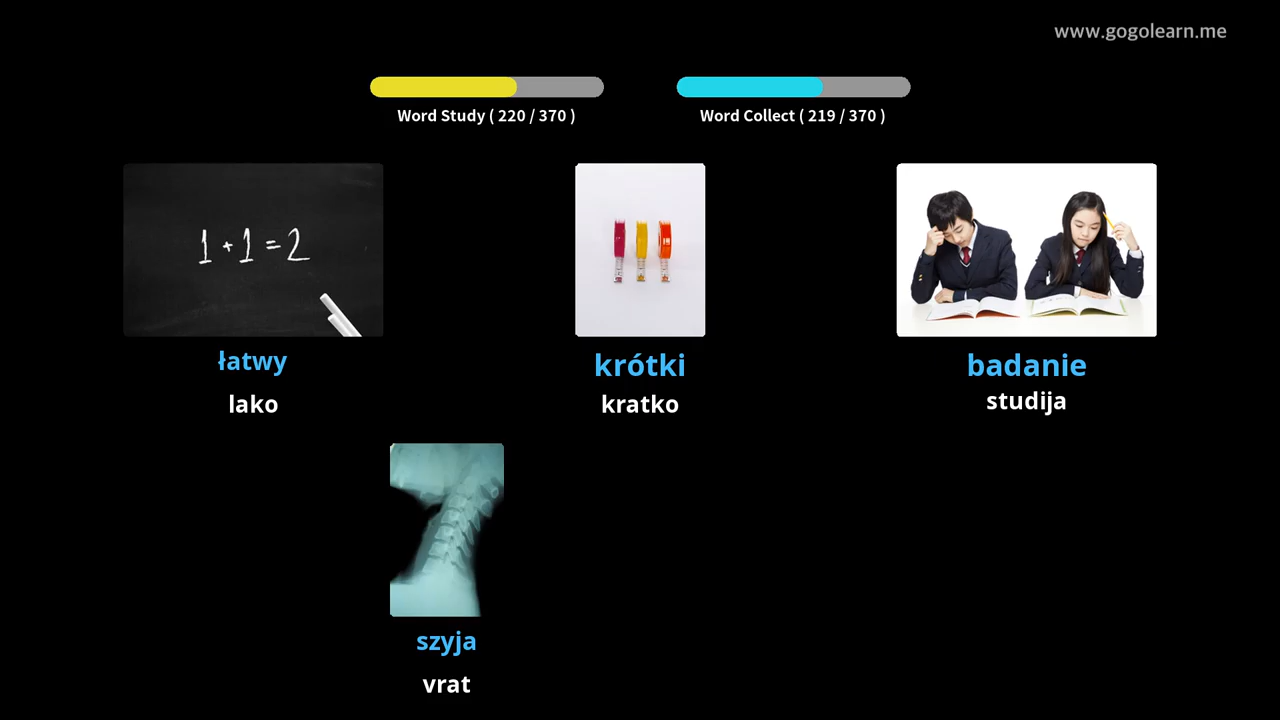 www.gogolearn.me
Word Study ( 220 / 370 )
Word Collect ( 219 / 370 )
1 + 1 = 2
łatwy
lako
krótki
kratko
badanie
studija
szyja
vrat